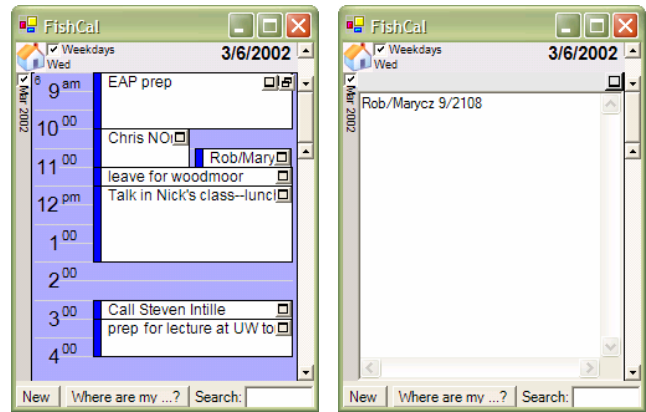 FishCal
Weekdays
Wed
3/6/2002
Mar 2002
6
9 am
EAP prep
10 00
Chris NO
11 00
Rob/Mary
leave for woodmoor
12 pm
Talk in Nick's class--lunc
1 00
2 00
3 00
Call Steven Intille
prep for lecture at UW to
4 00
New
Where are my ...?
Search:
FishCal
Weekdays
Wed
3/6/2002
Mar 2002
Rob/Marycz 9/2108
New
Where are my ...?
Search: